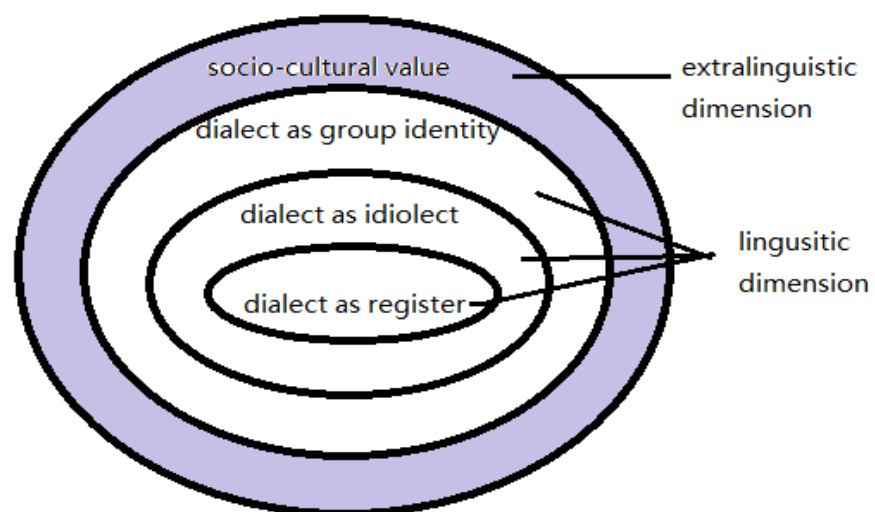 socio-cultural value
extralinguistic
dimension
dialect as group identity
dialect as idiolect
lingusitic
dimension
dialect as register